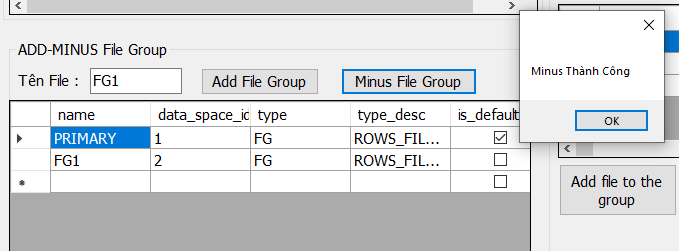 ADD-MINUS File Group
Tên File :
FG1
Add File Group
Minus File Group
name data_space_id type type_desc is_default
PRIMARY 1 FG ROWS_FIL...
FG1 2 FG ROWS_FIL...
Minus Thành Công
OK
Add file to the
group